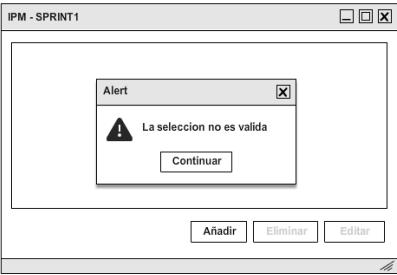 IPM - SPRINT1
Alert
La seleccion no es valida
Continuar
Añadir Eliminar Editar